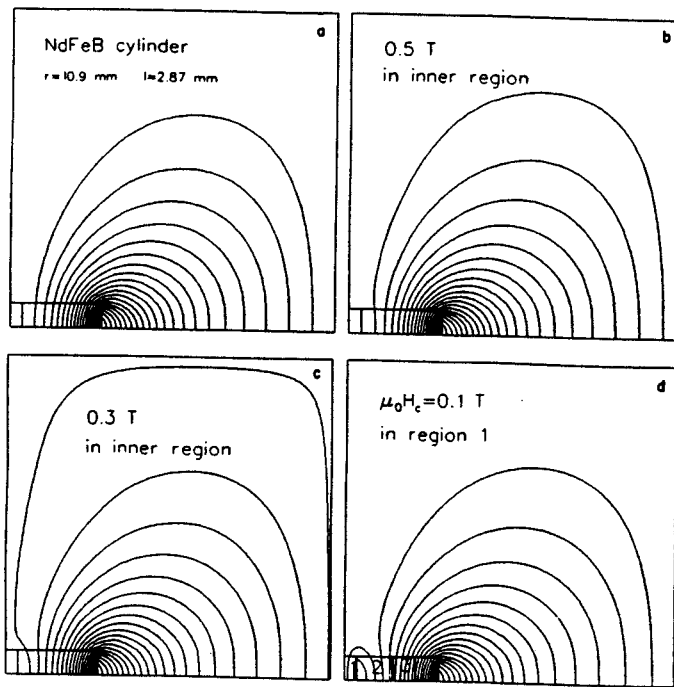 a
NdFeB cylinder
r=10.9 mm l=2.87 mm
b
0.5 T
in inner region
c
0.3 T
in inner region
d
μ₀H_c=0.1 T
in region 1
1 2